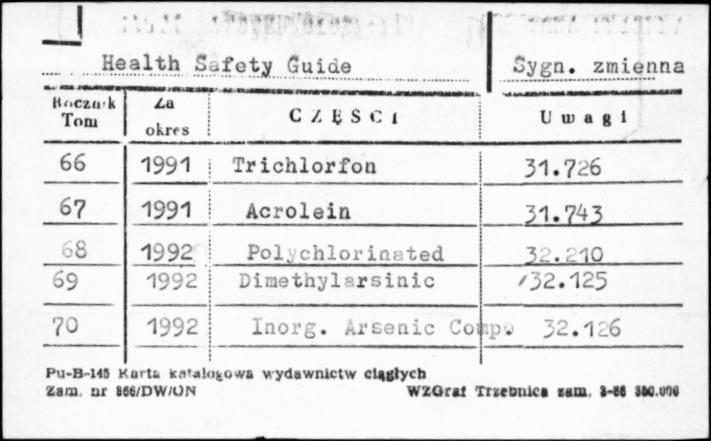 Health Safety Guide Sygn. zmienna
Rocznik Tom Za okres CZĘŚCI Uwagi
66 1991 Trichlorfon 31.726
67 1991 Acrolein 31.743
68 1992 Polychlorinated 32.210
69 1992 Dimethylarsinic 32.125
70 1992 Inorg. Arsenic Compo 32.126
Pu-B-145 Karta katalogowa wydawnictw ciągłych
Zam. nr 866/DW/ON WZGraf Trzebnica zam. 3-86 350.000